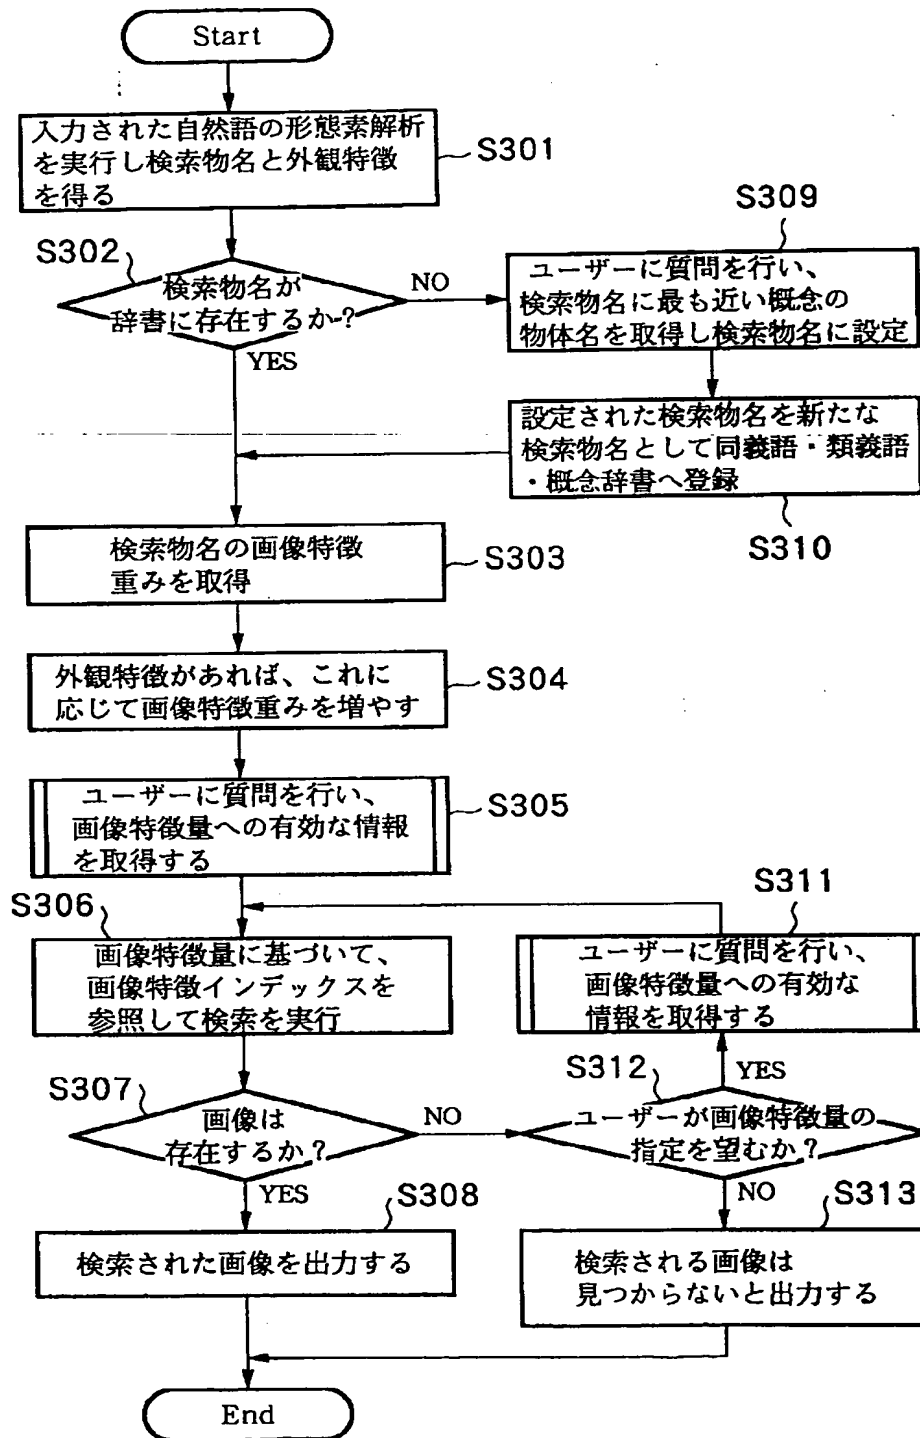 Start
入力された自然語の形態素解析
を実行し検索物名と外観特徴
を得る
S301
S302
検索物名が
辞書に存在するか?
NO
YES
S309
ユーザーに質問を行い、
検索物名に最も近い概念の
物体名を取得し検索物名に設定
設定された検索物名を新たな
検索物名として同義語・類義語
・概念辞書へ登録
S310
検索物名の画像特徴
重みを取得
S303
外観特徴があれば、これに
応じて画像特徴重みを増やす
S304
ユーザーに質問を行い、
画像特徴量への有効な情報
を取得する
S305
S306
画像特徴量に基づいて、
画像特徴インデックスを
参照して検索を実行
S311
ユーザーに質問を行い、
画像特徴量への有効な
情報を取得する
S307
画像は
存在するか?
NO
YES
S312
YES
ユーザーが画像特徴量の
指定を望むか?
NO
S308
検索された画像を出力する
S313
検索される画像は
見つからないと出力する
End